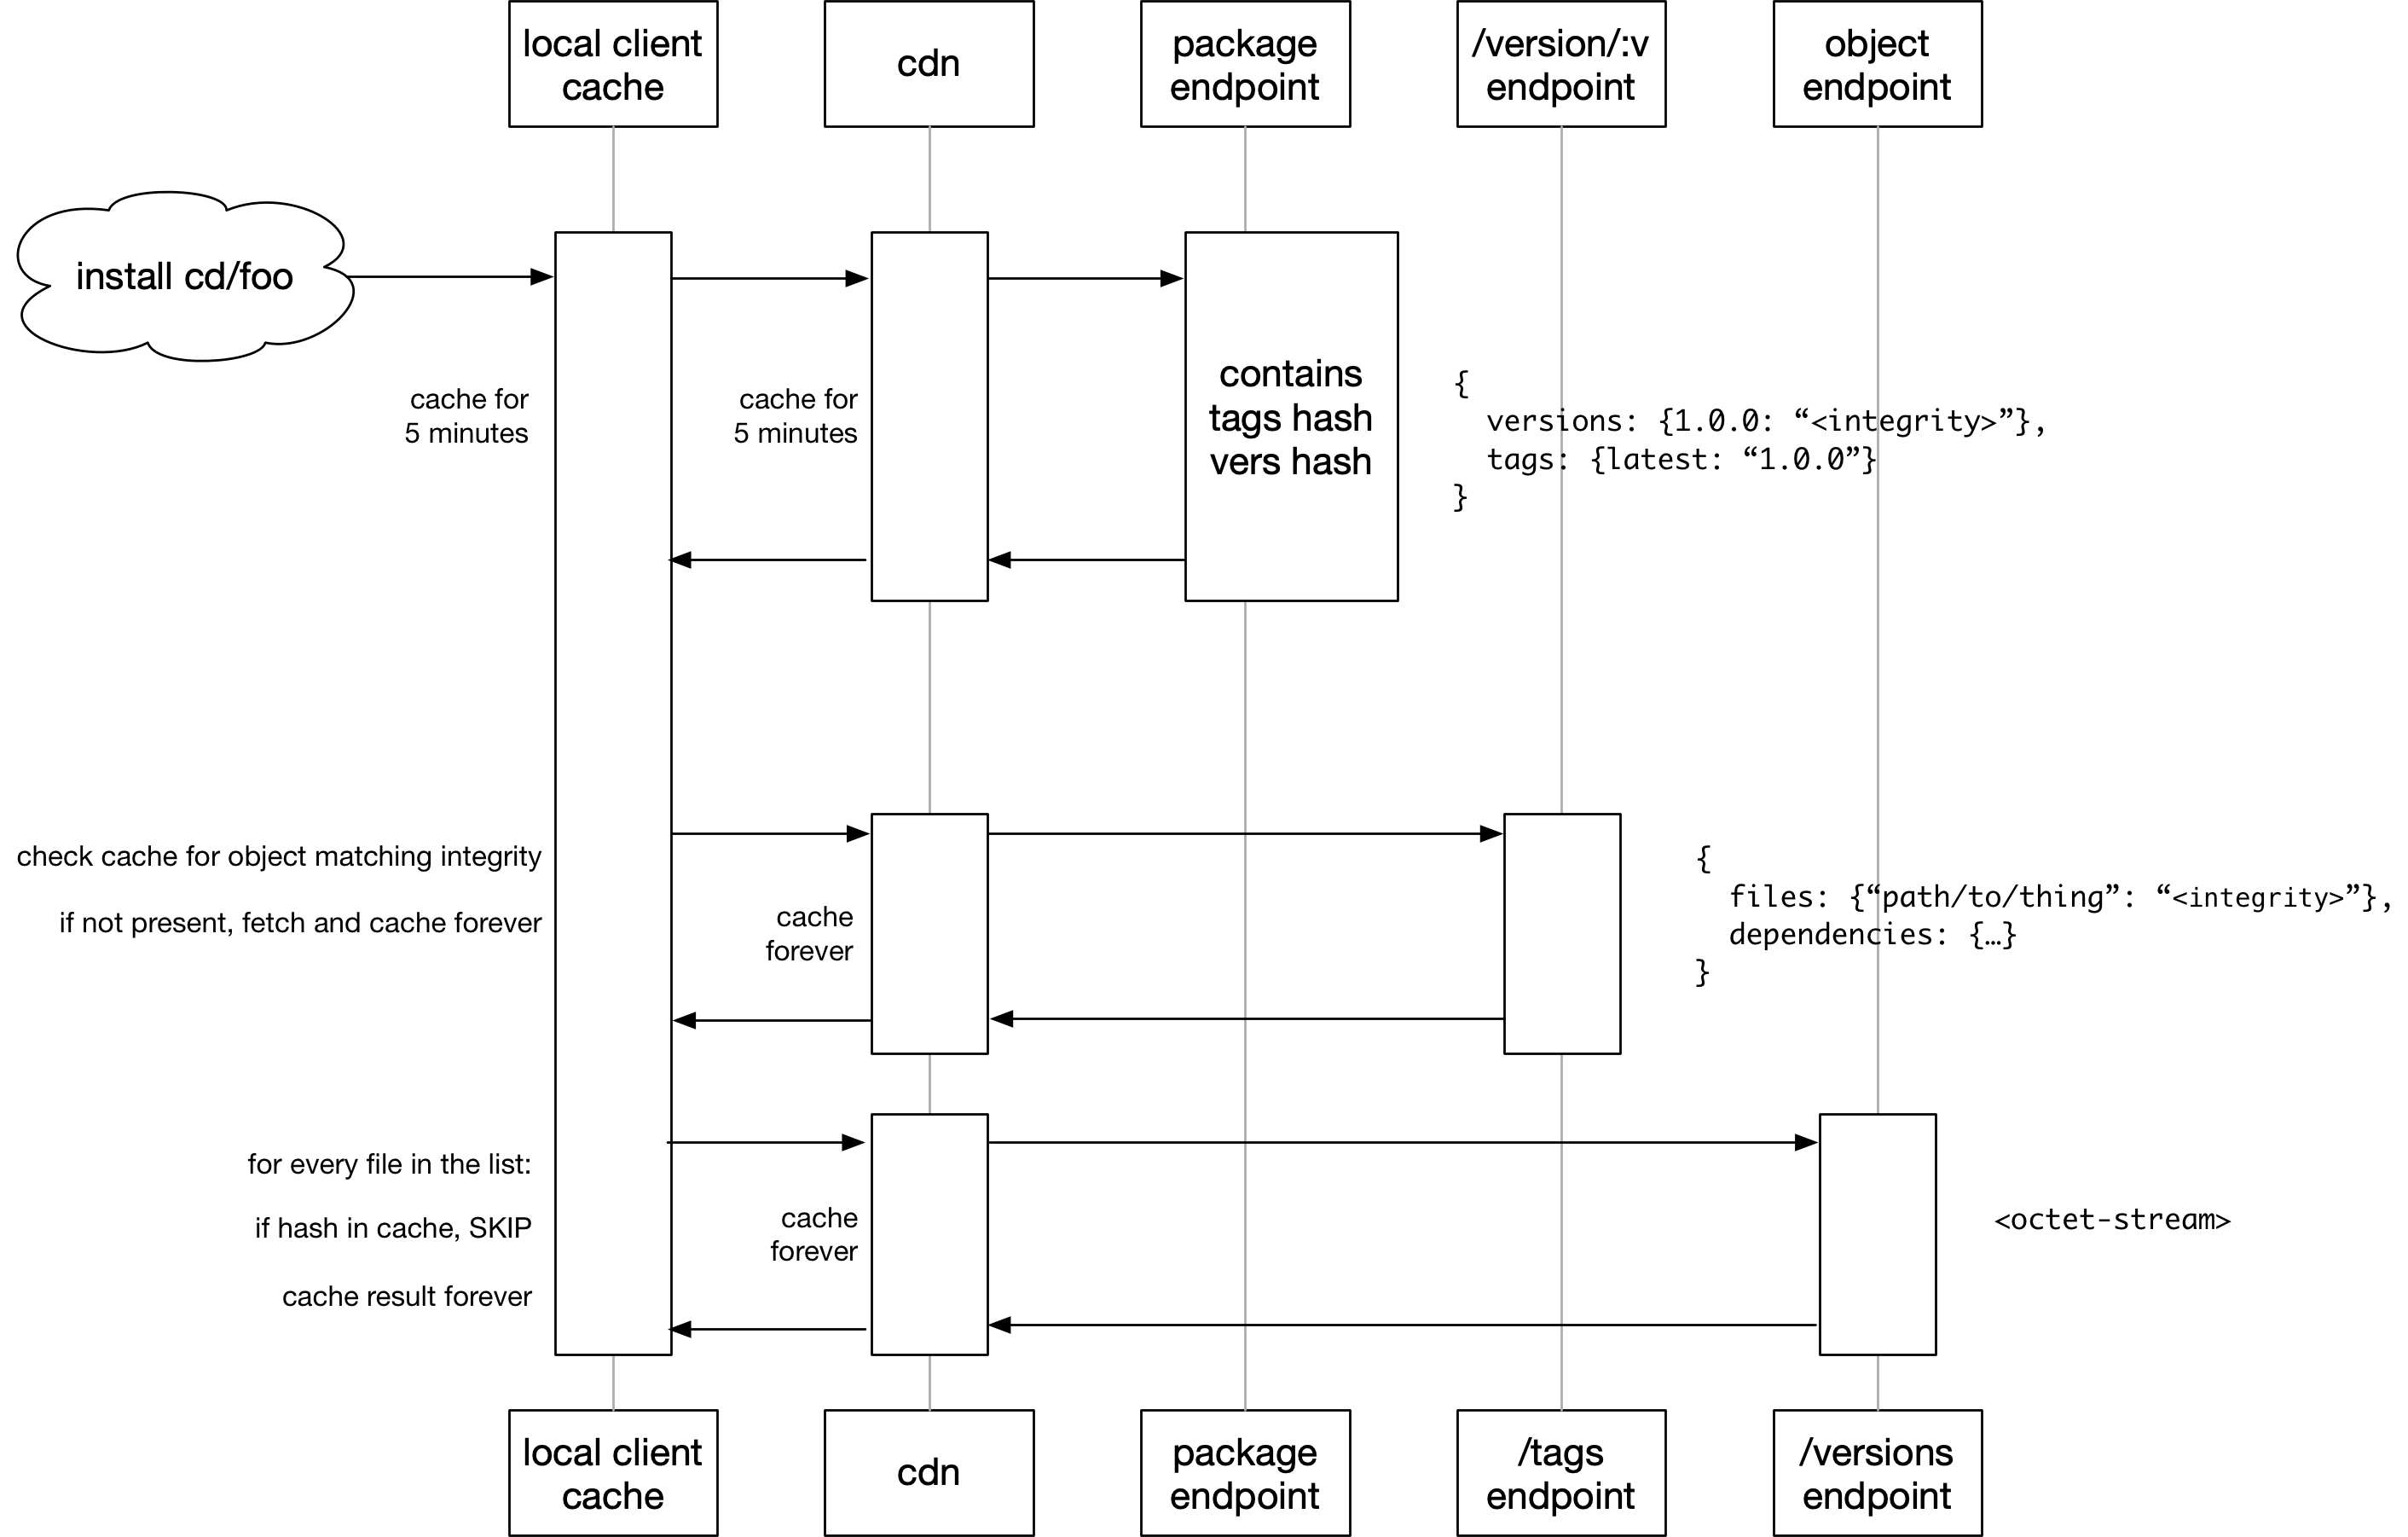 local client
cache
cdn
package
endpoint
/version/:v
endpoint
object
endpoint
install cd/foo
cache for
5 minutes
cache for
5 minutes
contains
tags hash
vers hash
{
versions: {1.0.0: “<integrity>”},
tags: {latest: “1.0.0”}
}
check cache for object matching integrity
if not present, fetch and cache forever
cache
forever
{
files: {“path/to/thing”: “<integrity>”},
dependencies: {…}
}
for every file in the list:
if hash in cache, SKIP
cache result forever
cache
forever
<octet-stream>
local client
cache
cdn
package
endpoint
/tags
endpoint
/versions
endpoint